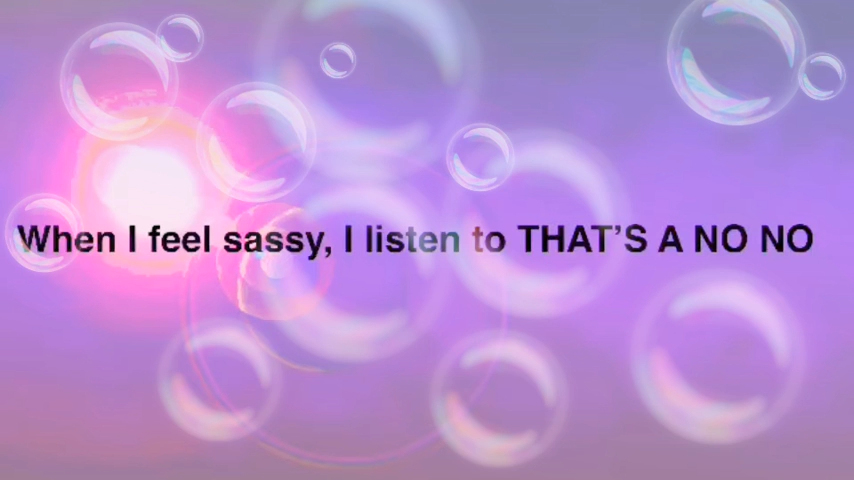 When I feel sassy, I listen to THAT’S A NO NO